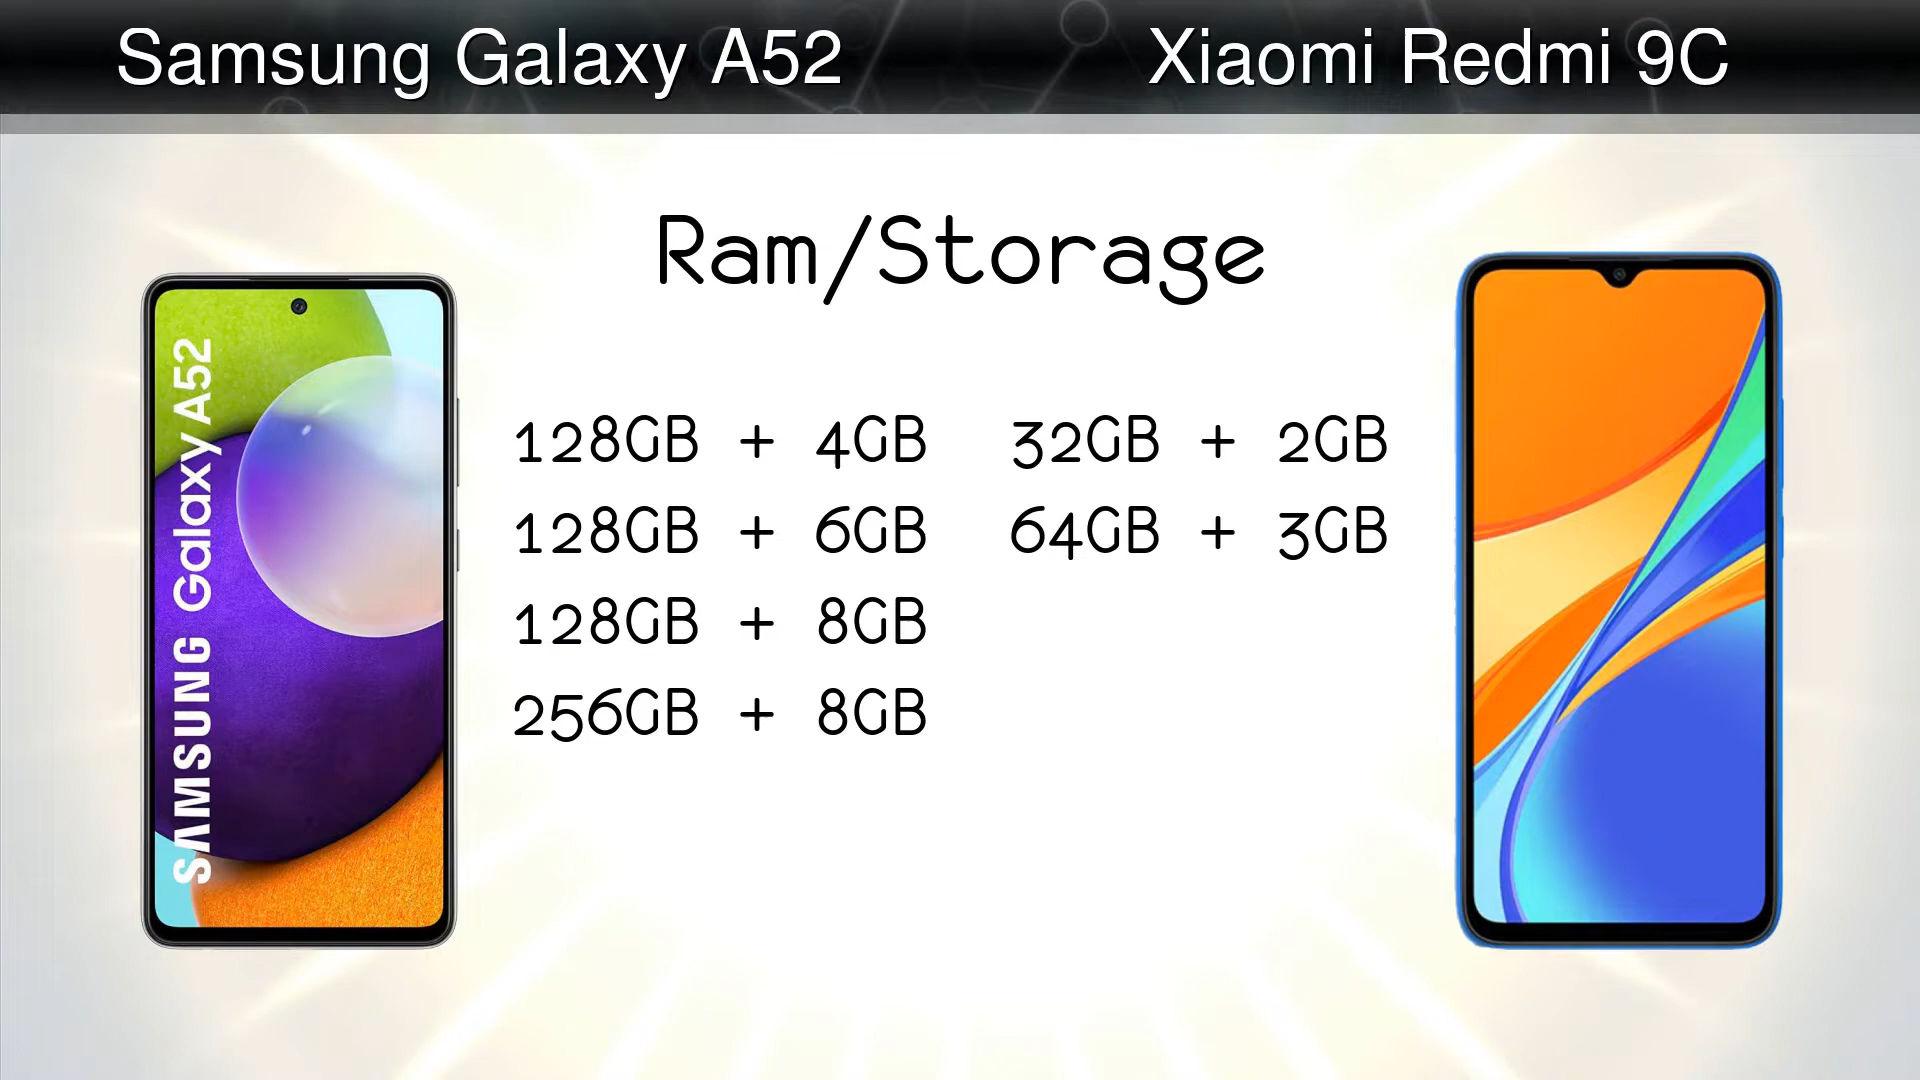 Samsung Galaxy A52
Xiaomi Redmi 9C
Ram/Storage
SAMSUNG Galaxy A52
128GB + 4GB
128GB + 6GB
128GB + 8GB
256GB + 8GB
32GB + 2GB
64GB + 3GB